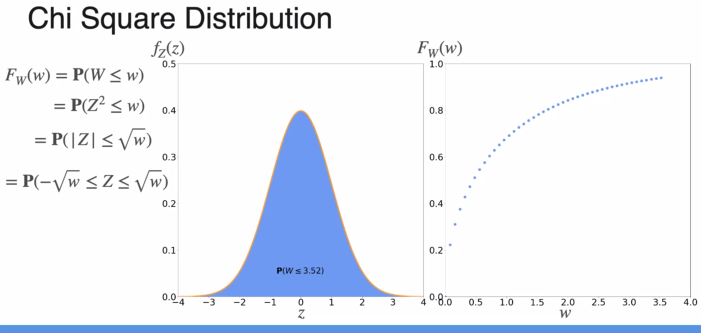 Chi Square Distribution
f_Z(z)
F_W(w)
F_W(w) = P(W ≤ w)
= P(Z² ≤ w)
= P(|Z| ≤ √w)
= P(−√w ≤ Z ≤ √w)
0.5
0.4
0.3
0.2
0.1
0.0
P(W ≤ 3.52)
−4 −3 −2 −1 0 1 2 3 4
z
1.0
0.8
0.6
0.4
0.2
0.0
0.0 0.5 1.0 1.5 2.0 2.5 3.0 3.5 4.0
w